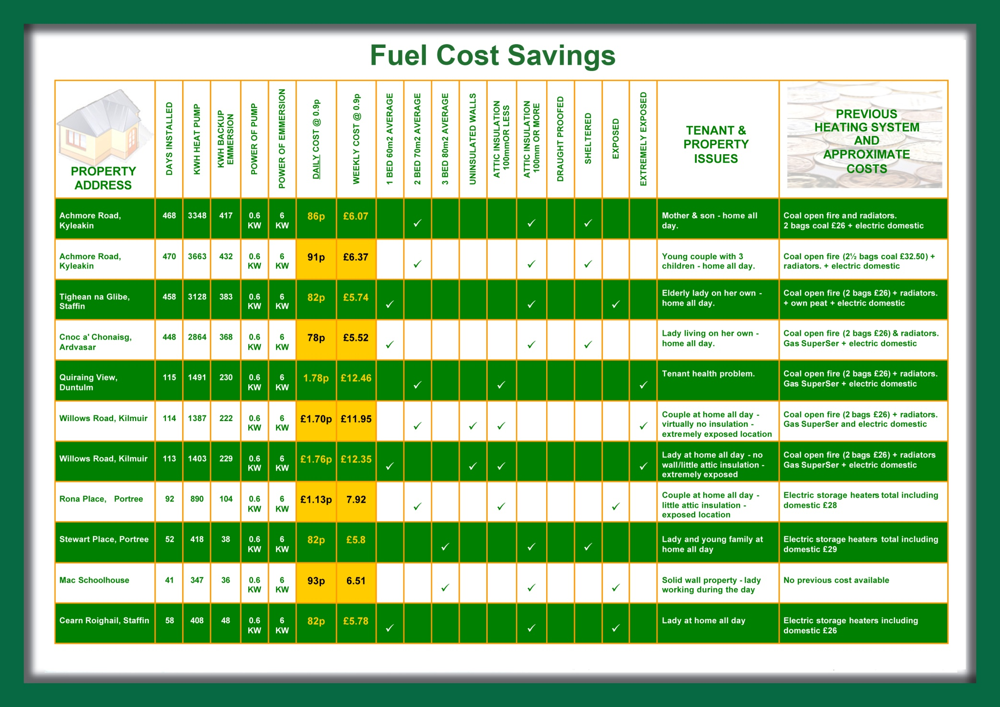 Fuel Cost Savings
PROPERTY
ADDRESS
DAYS INSTALLED
KWH HEAT PUMP
KWH BACKUP
EMMERSION
POWER OF PUMP
POWER OF EMMERSION
DAILY COST @ 0.9p
WEEKLY COST @ 0.9p
1 BED 60m2 AVERAGE
2 BED 70m2 AVERAGE
3 BED 80m2 AVERAGE
UNINSULATED WALLS
ATTIC INSULATION
100mmOR LESS
ATTIC INSULATION
100mm OR MORE
DRAUGHT PROOFED
SHELTERED
EXPOSED
EXTREMELY EXPOSED
TENANT &
PROPERTY
ISSUES
PREVIOUS
HEATING SYSTEM
AND
APPROXIMATE
COSTS
Achmore Road, 468 3348 417 0.6 6 86p £6.07 Mother & son - home all Coal open fire and radiators.
Kyleakin KW KW ✓ ✓ ✓ day. 2 bags coal £26 + electric domestic
Achmore Road, 470 3663 432 0.6 6 91p £6.37 Young couple with 3 Coal open fire (2½ bags coal £32.50) +
Kyleakin KW KW ✓ ✓ ✓ children - home all day. radiators. + electric domestic
Tighean na Glibe, 458 3128 383 0.6 6 82p £5.74 Elderly lady on her own - Coal open fire (2 bags £26) + radiators.
Staffin KW KW ✓ ✓ ✓ home all day. + own peat + electric domestic
Cnoc a' Chonaisg, 448 2864 368 0.6 6 78p £5.52 Lady living on her own - Coal open fire (2 bags £26) & radiators.
Ardvasar KW KW ✓ ✓ ✓ home all day. Gas SuperSer + electric domestic
Quiraing View, 115 1491 230 0.6 6 1.78p £12.46 Tenant health problem. Coal open fire (2 bags £26) + radiators.
Duntulm KW KW ✓ ✓ ✓ Gas SuperSer + electric domestic
Willows Road, Kilmuir 114 1387 222 0.6 6 £1.70p £11.95 Couple at home all day - Coal open fire (2 bags £26) + radiators.
KW KW ✓ ✓ ✓ ✓ virtually no insulation - Gas SuperSer and electric domestic
extremely exposed location
Willows Road, Kilmuir 113 1403 229 0.6 6 £1.76p £12.35 Lady at home all day - no Coal open fire (2 bags £26) + radiators
KW KW ✓ ✓ ✓ ✓ wall/little attic insulation - Gas SuperSer + electric domestic
extremely exposed
Rona Place, Portree 92 890 104 0.6 6 £1.13p 7.92 Couple at home all day - Electric storage heaters total including
KW KW ✓ ✓ ✓ little attic insulation - domestic £28
exposed location
Stewart Place, Portree 52 418 38 0.6 6 82p £5.8 Lady and young family at Electric storage heaters total including
KW KW ✓ ✓ ✓ home all day domestic £29
Mac Schoolhouse 41 347 36 0.6 6 93p 6.51 Solid wall property - lady No previous cost available
KW KW ✓ ✓ ✓ working during the day
Cearn Roighail, Staffin 58 408 48 0.6 6 82p £5.78 Lady at home all day Electric storage heaters including
KW KW ✓ ✓ ✓ domestic £26